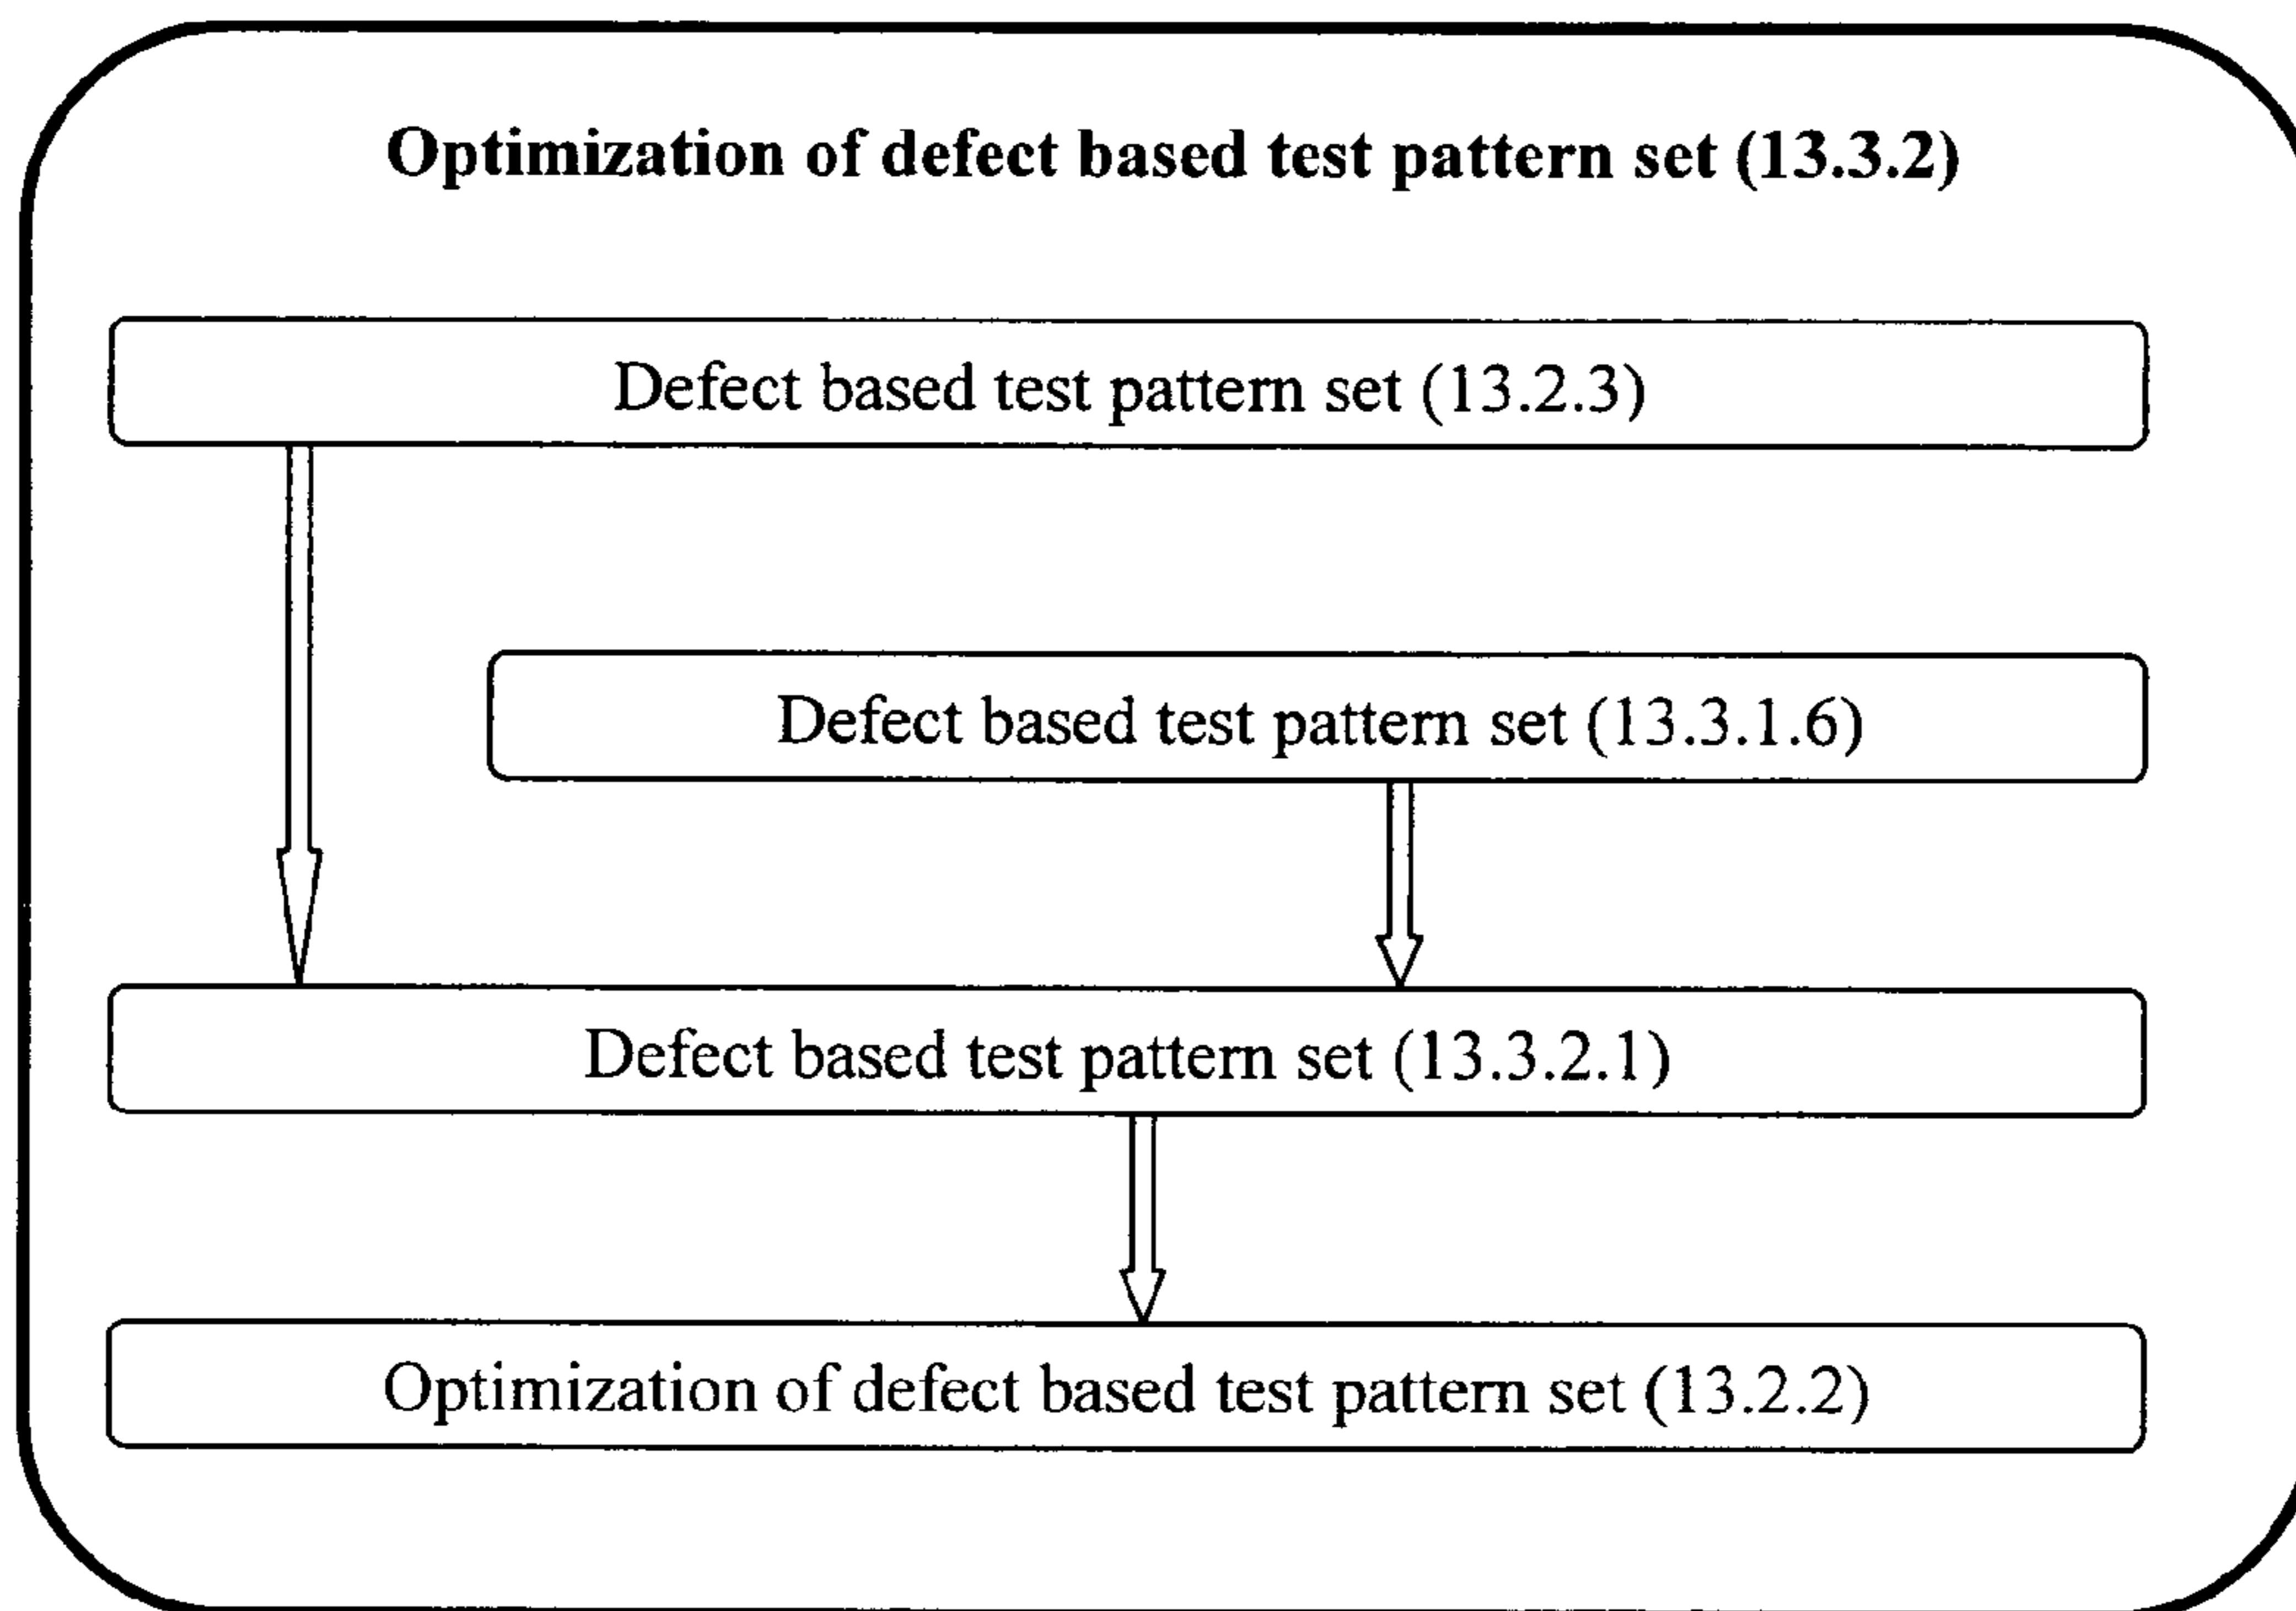 Optimization of defect based test pattern set (13.3.2)
Defect based test pattern set (13.2.3)
Defect based test pattern set (13.3.1.6)
Defect based test pattern set (13.3.2.1)
Optimization of defect based test pattern set (13.2.2)